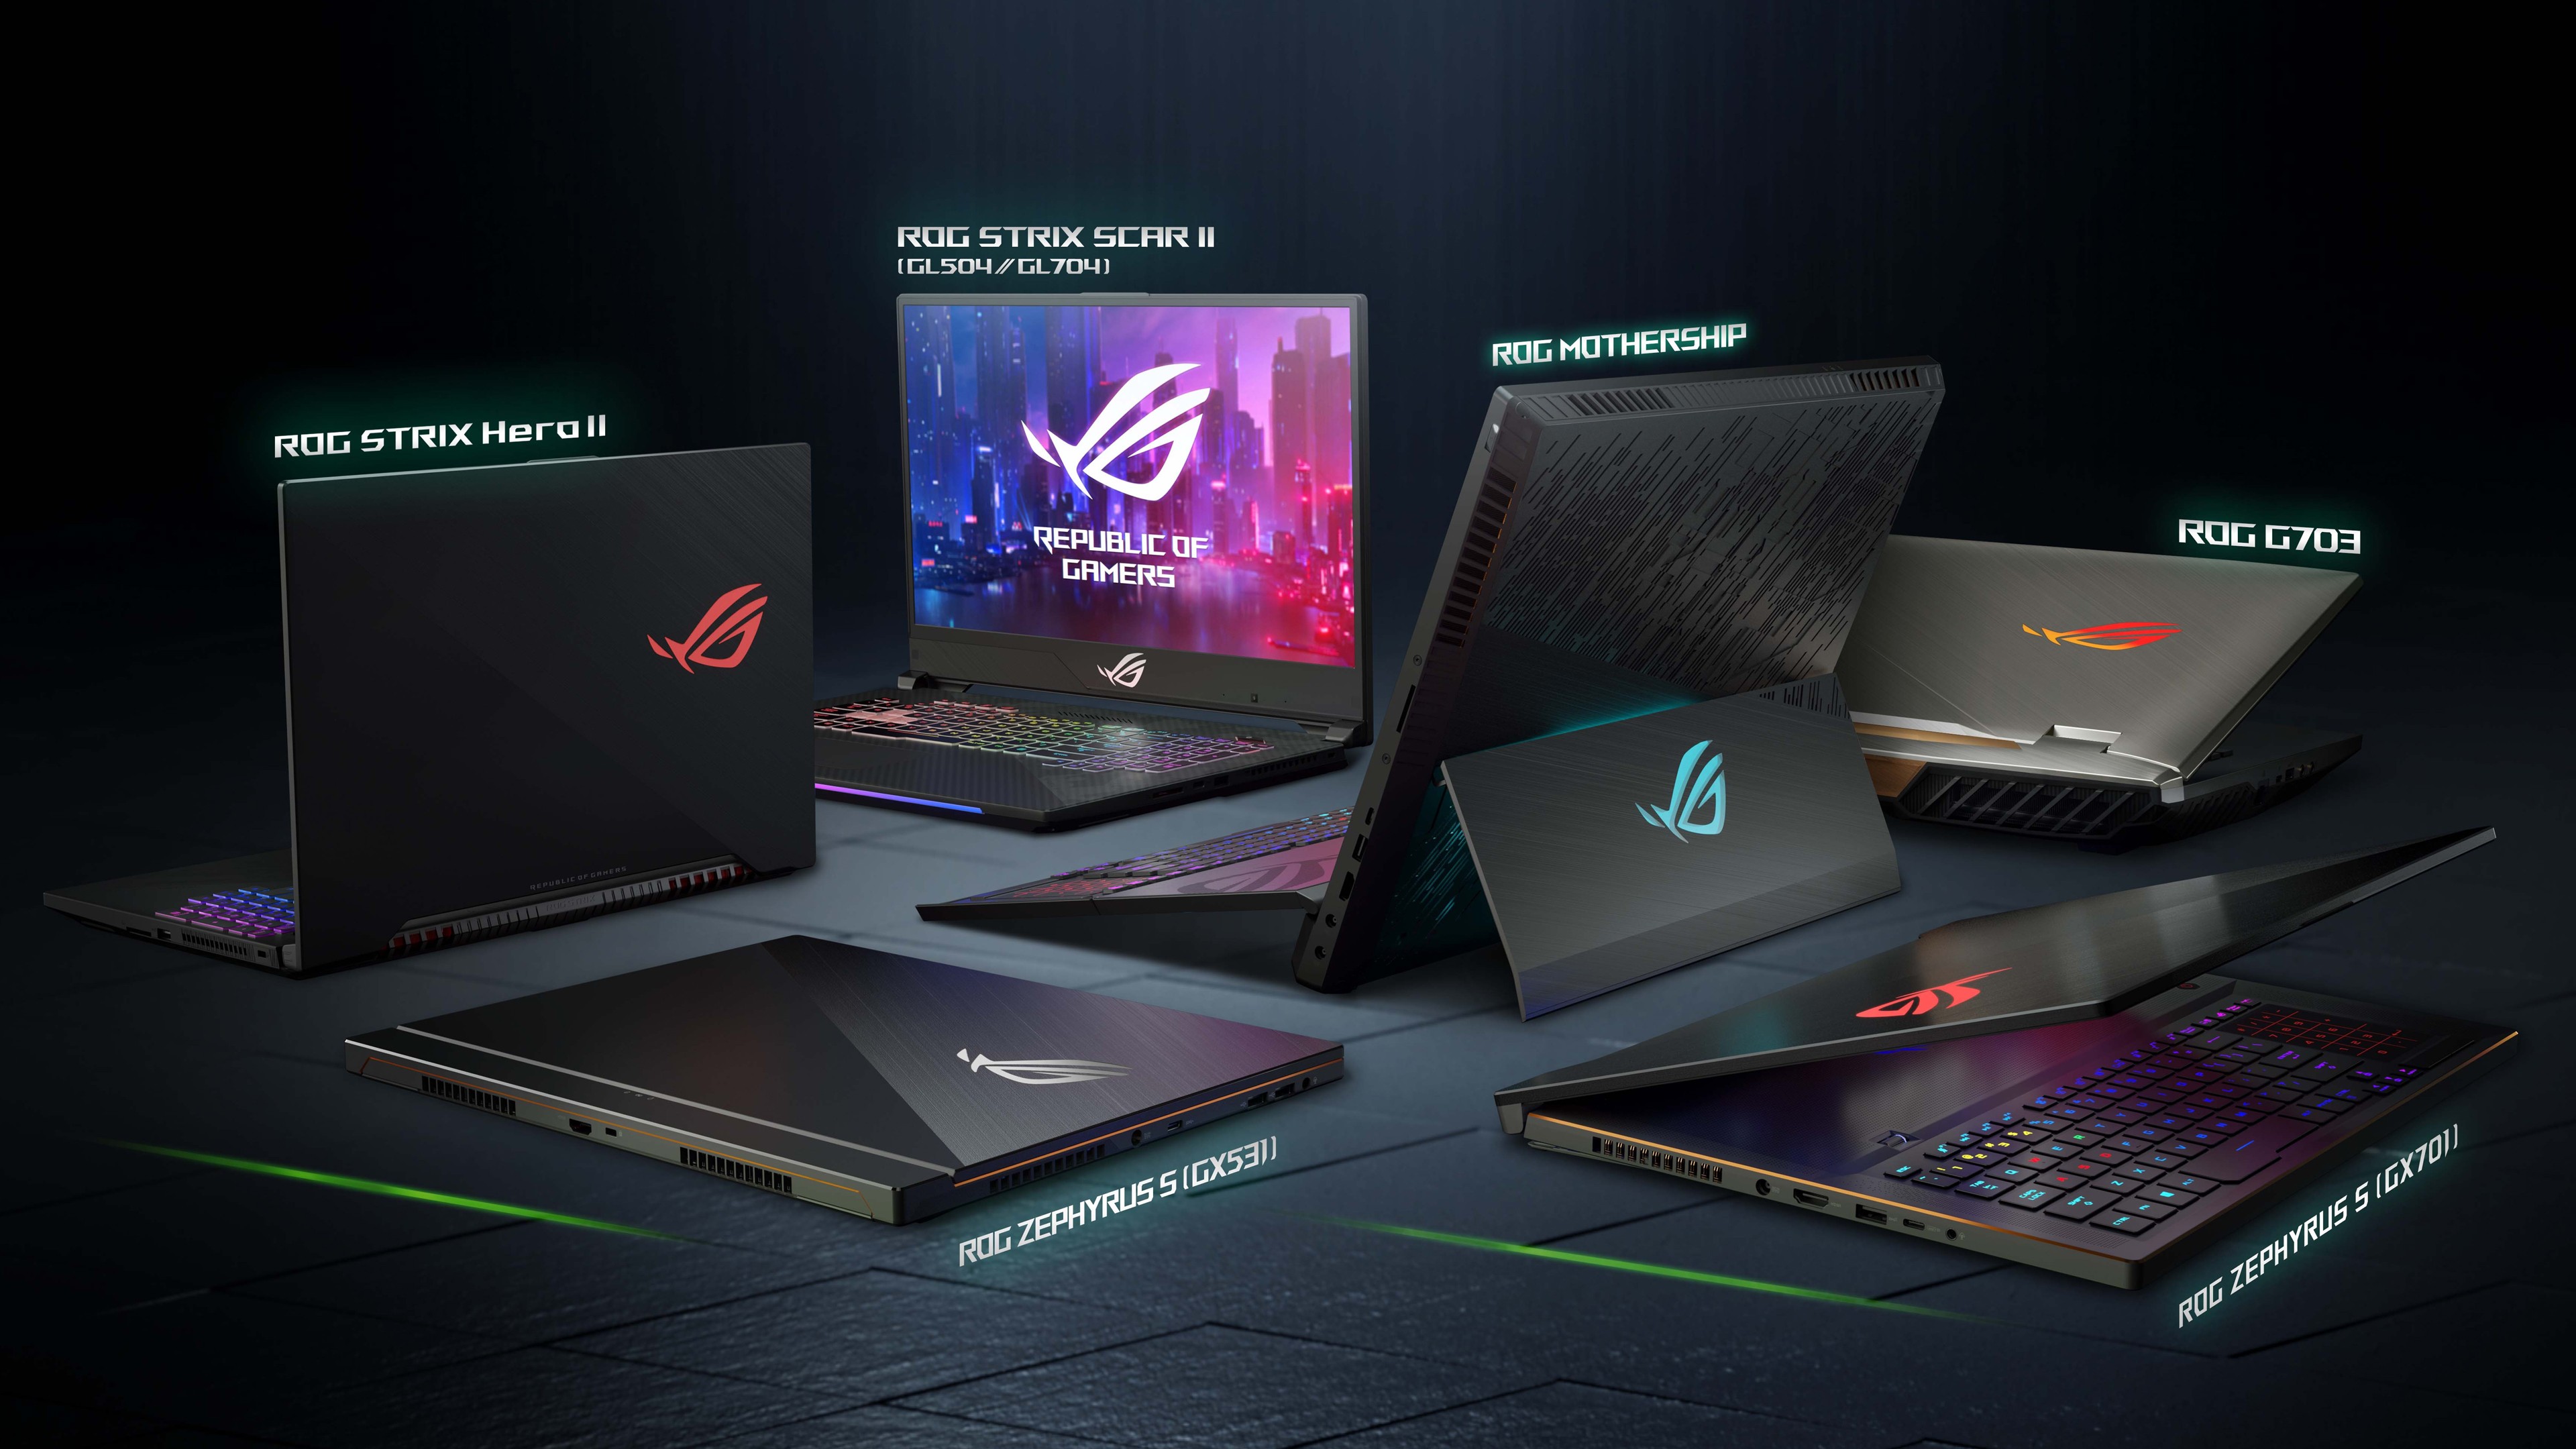 ROG STRIX SCAR II
(GL504//GL704)
ROG MOTHERSHIP
ROG STRIX Hero II
REPUBLIC OF
GAMERS
ROG G703
REPUBLIC OF GAMERS
ROG ZEPHYRUS S (GX531)
ROG ZEPHYRUS S (GX701)